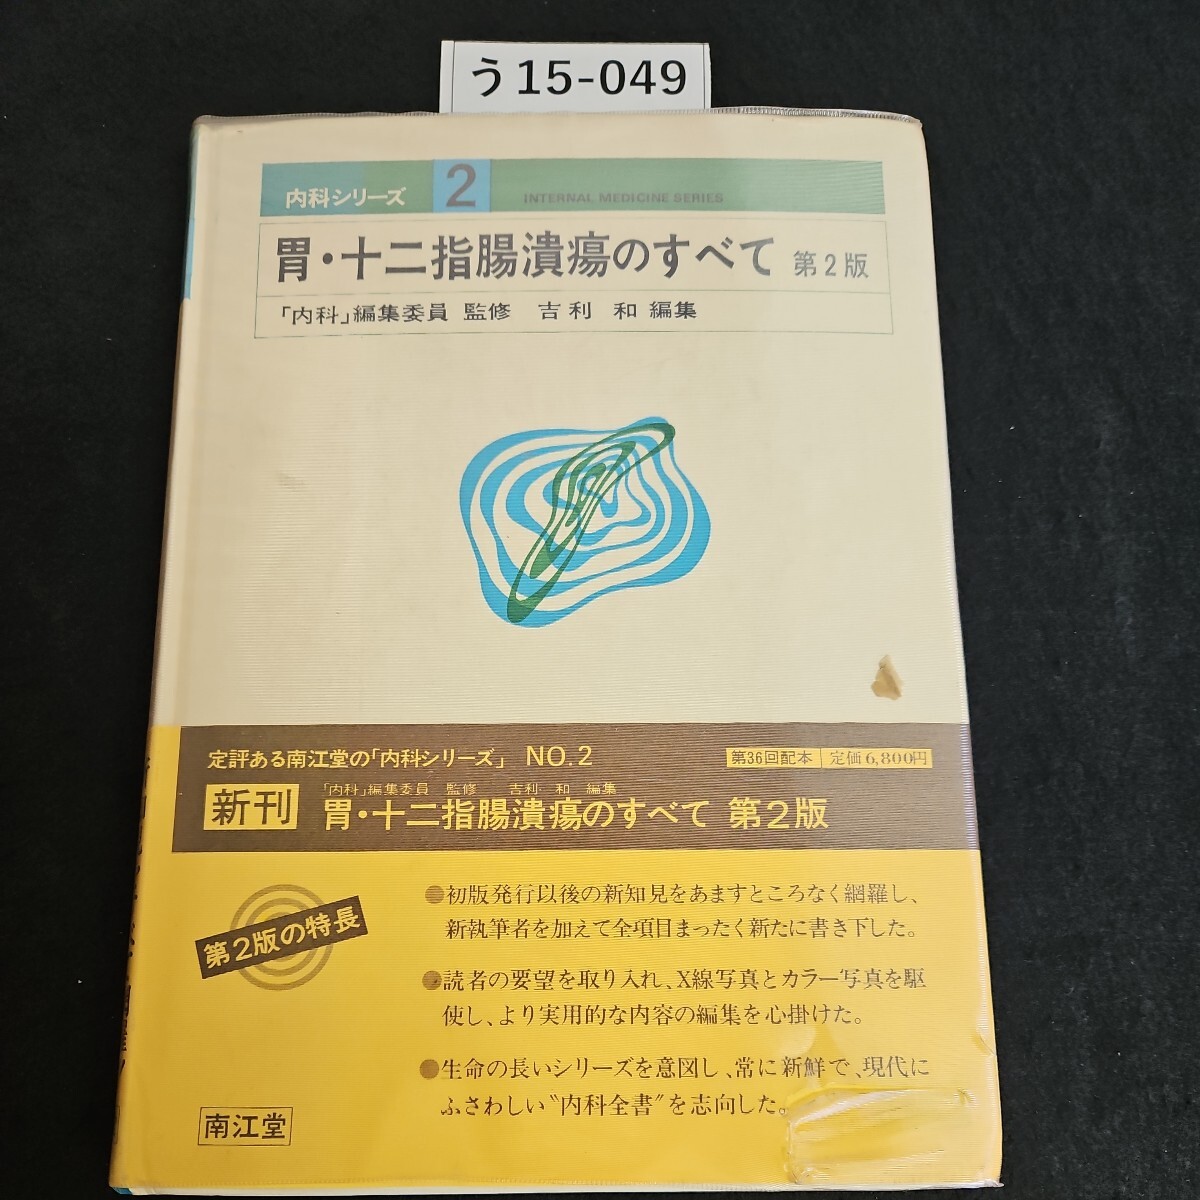 う15-049
内科シリーズ 2 INTERNAL MEDICINE SERIES
胃・十二指腸潰瘍のすべて 第2版
「内科」編集委員 監修 吉利 和 編集
定評ある南江堂の「内科シリーズ」 NO.2 第36回配本 定価6,800円
「内科」編集委員 監修 吉利 和 編集
新刊 胃・十二指腸潰瘍のすべて 第2版
第2版の特長
●初版発行以後の新知見をあますところなく網羅し、
新執筆者を加えて全項目まったく新たに書き下した。
●読者の要望を取り入れ、X線写真とカラー写真を駆
使し、より実用的な内容の編集を心掛けた。
●生命の長いシリーズを意図し、常に新鮮で、現代に
ふさわしい"内科全書"を志向した。
南江堂